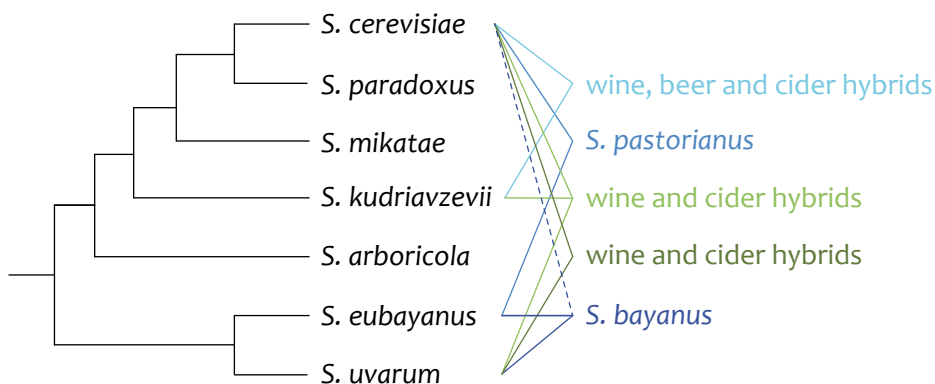 S. cerevisiae
S. paradoxus
wine, beer and cider hybrids
S. mikatae
S. pastorianus
S. kudriavzevii
wine and cider hybrids
S. arboricola
wine and cider hybrids
S. eubayanus
S. bayanus
S. uvarum